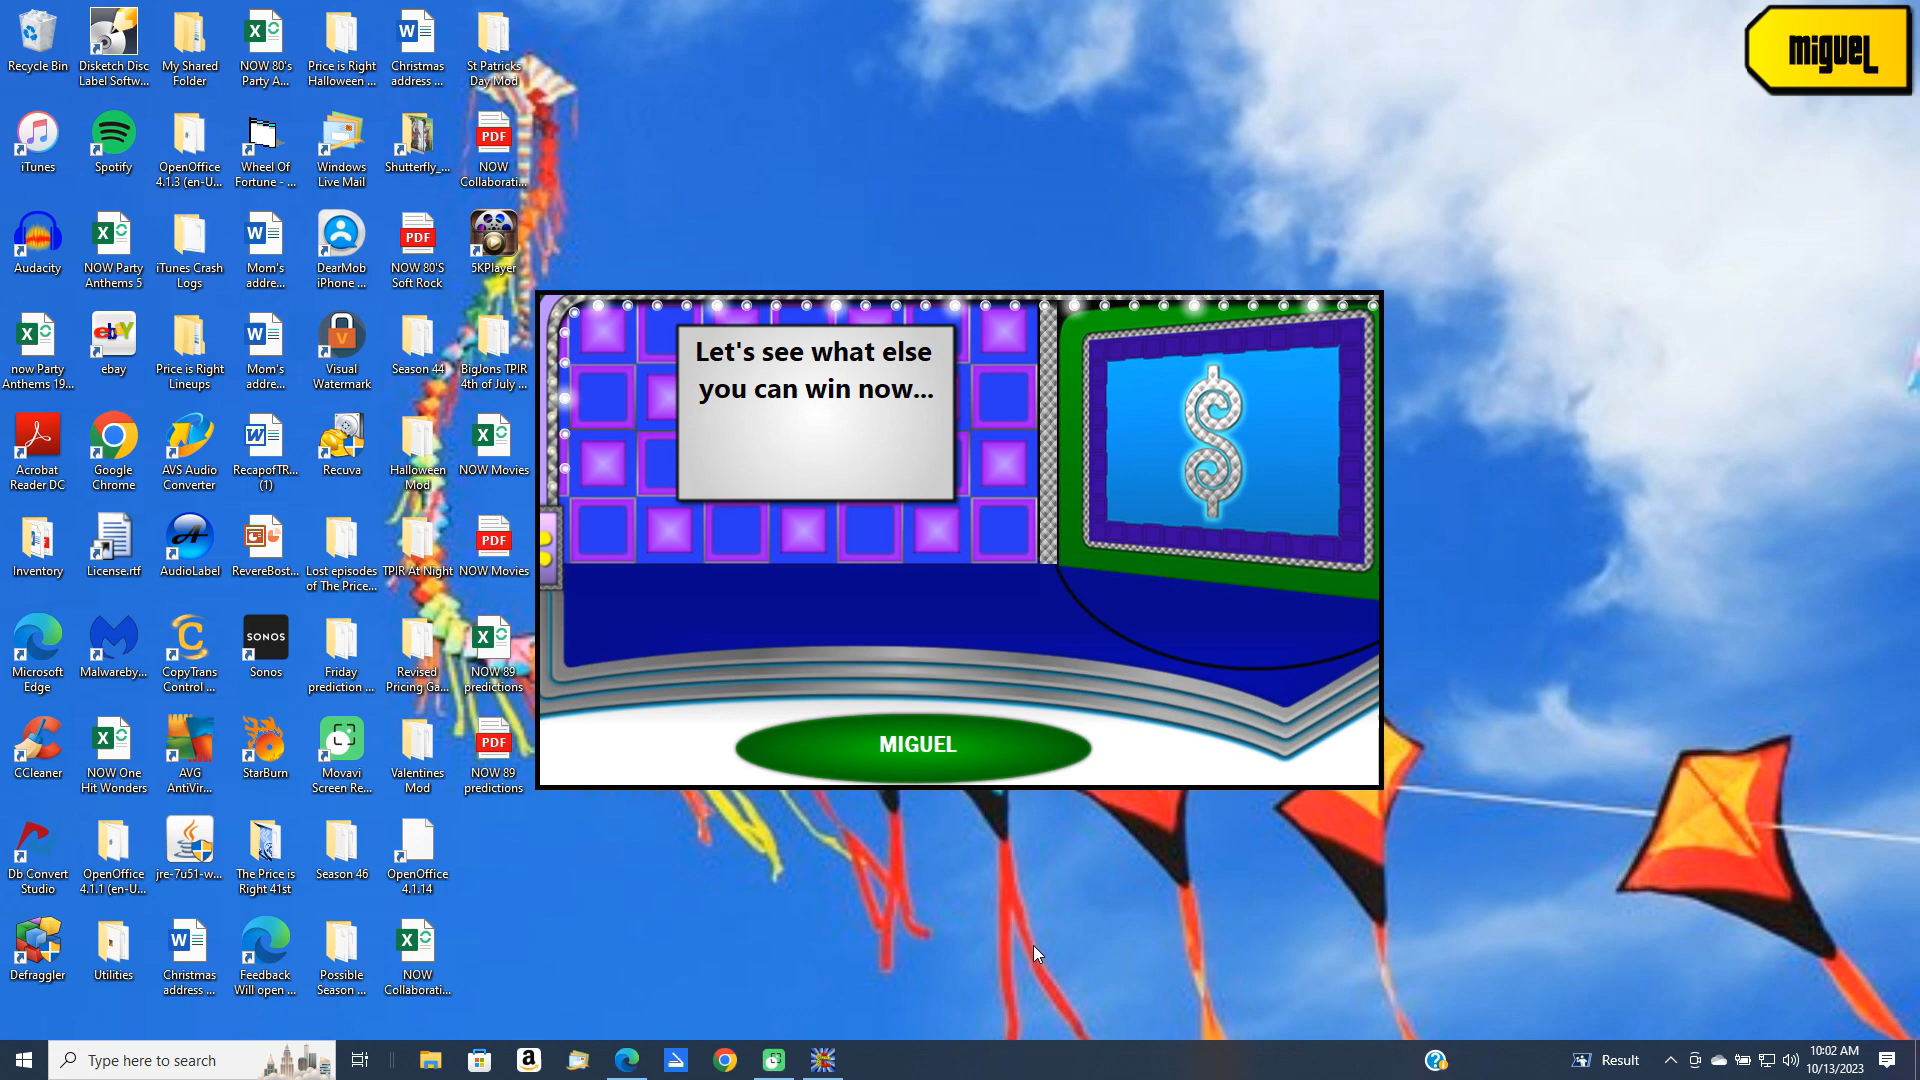 Recycle Bin
Disketch Disc
Label Softw...
My Shared
Folder
NOW 80's
Party A...
Price is Right
Halloween ...
Christmas
address ...
St Patricks
Day Mod
miguel
iTunes
Spotify
OpenOffice
4.1.3 (en-U...
Wheel Of
Fortune - ...
Windows
Live Mail
Shutterfly_...
PDF
NOW
Collaborati...
Audacity
NOW Party
Anthems 5
iTunes Crash
Logs
Mom's
addre...
DearMob
iPhone ...
PDF
NOW 80'S
Soft Rock
5KPlayer
now Party
Anthems 19...
ebay
ebay
Price is Right
Lineups
Mom's
addre...
Visual
Watermark
Season 44
BigJons TPIR
4th of July ...
Acrobat
Reader DC
Google
Chrome
AVS Audio
Converter
RecapofTR...
(1)
Recuva
Halloween
Mod
NOW Movies
Inventory
License.rtf
AudioLabel
RevereBost...
Lost episodes
of The Price...
TPIR At Night
PDF
NOW Movies
Microsoft
Edge
Malwareby...
CopyTrans
Control ...
SONOS
Sonos
Friday
prediction ...
Revised
Pricing Ga...
NOW 89
predictions
CCleaner
NOW One
Hit Wonders
AVG
AntiVir...
StarBurn
Movavi
Screen Re...
Valentines
Mod
PDF
NOW 89
predictions
Db Convert
Studio
OpenOffice
4.1.1 (en-U...
jre-7u51-w...
The Price is
Right 41st
Season 46
OpenOffice
4.1.14
Defraggler
Utilities
Christmas
address ...
Feedback
Will open ...
Possible
Season ...
NOW
Collaborati...
Let's see what else
you can win now...
MIGUEL
Type here to search
Result
10:02 AM
10/13/2023